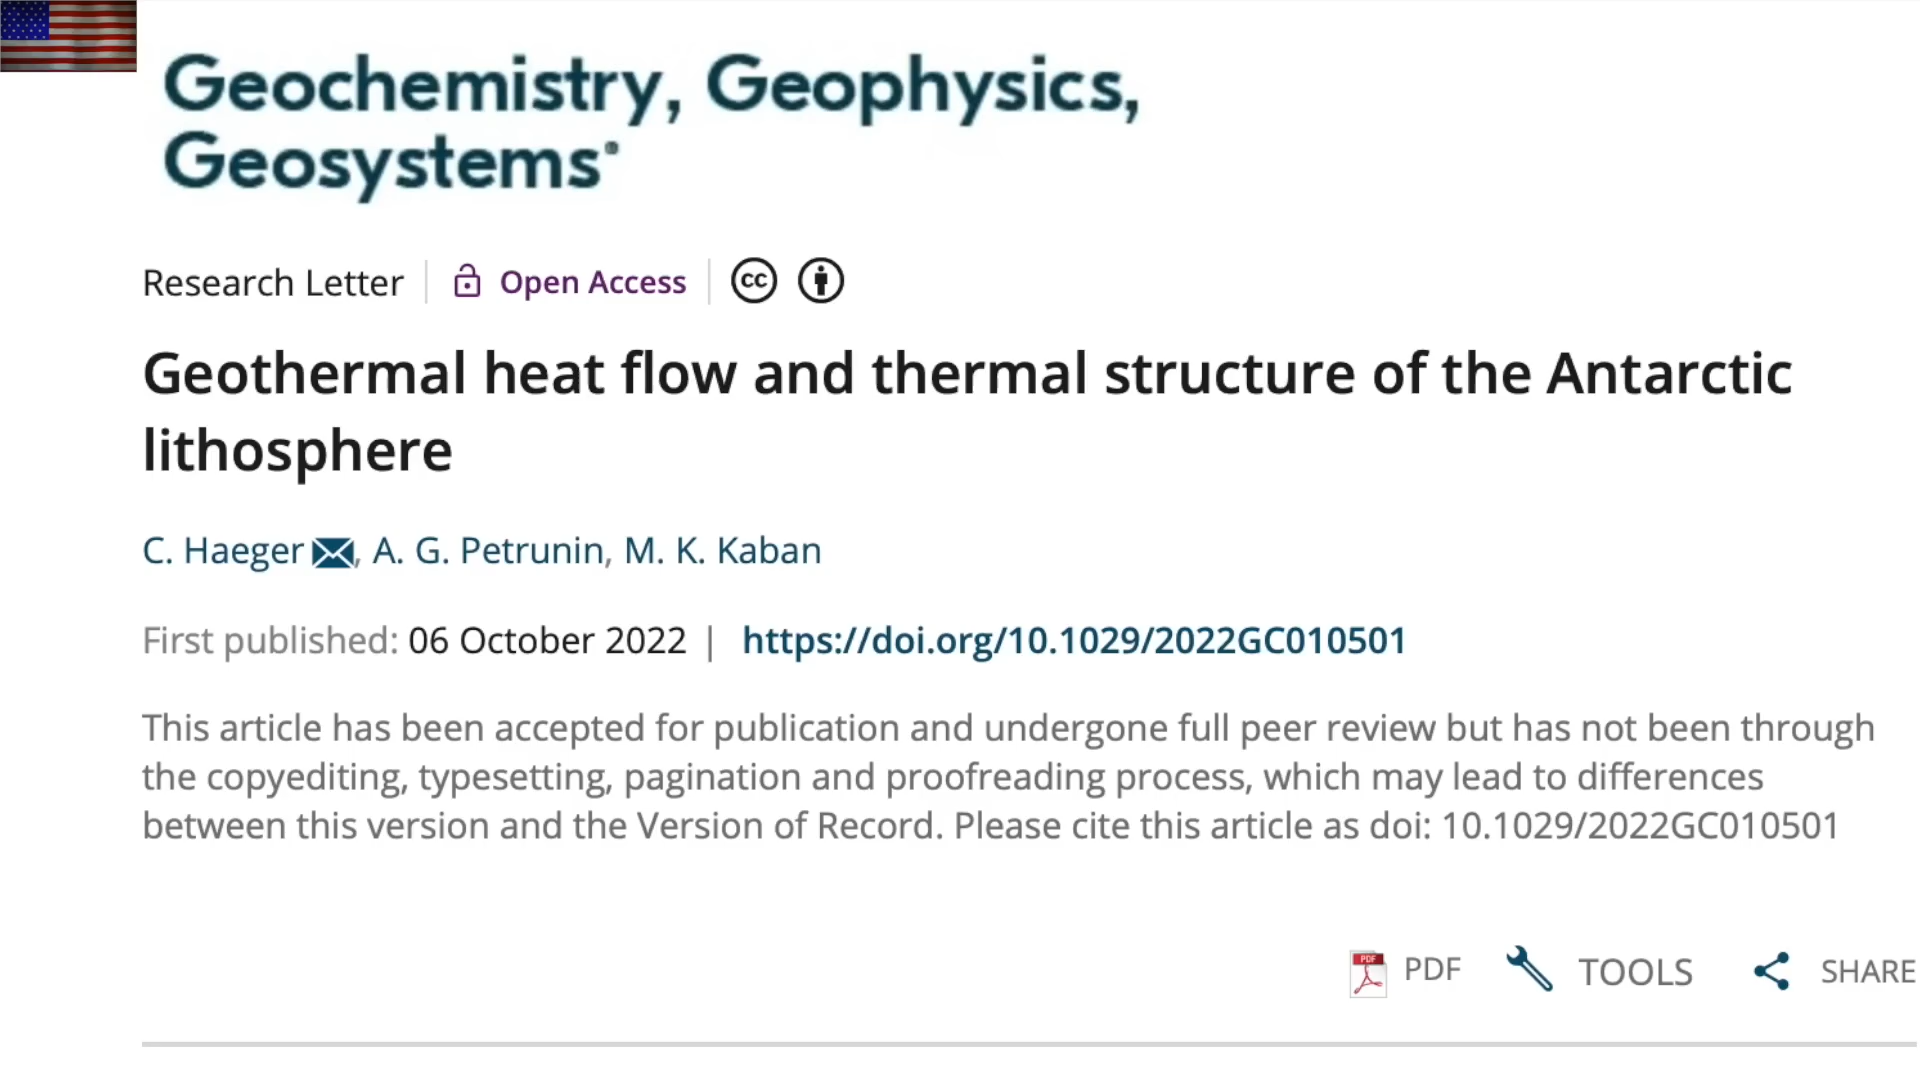 Geochemistry, Geophysics,
Geosystems®
Research Letter | Open Access | cc
Geothermal heat flow and thermal structure of the Antarctic
lithosphere
C. Haeger, A. G. Petrunin, M. K. Kaban
First published: 06 October 2022 | https://doi.org/10.1029/2022GC010501
This article has been accepted for publication and undergone full peer review but has not been through
the copyediting, typesetting, pagination and proofreading process, which may lead to differences
between this version and the Version of Record. Please cite this article as doi: 10.1029/2022GC010501
PDF PDF TOOLS SHARE